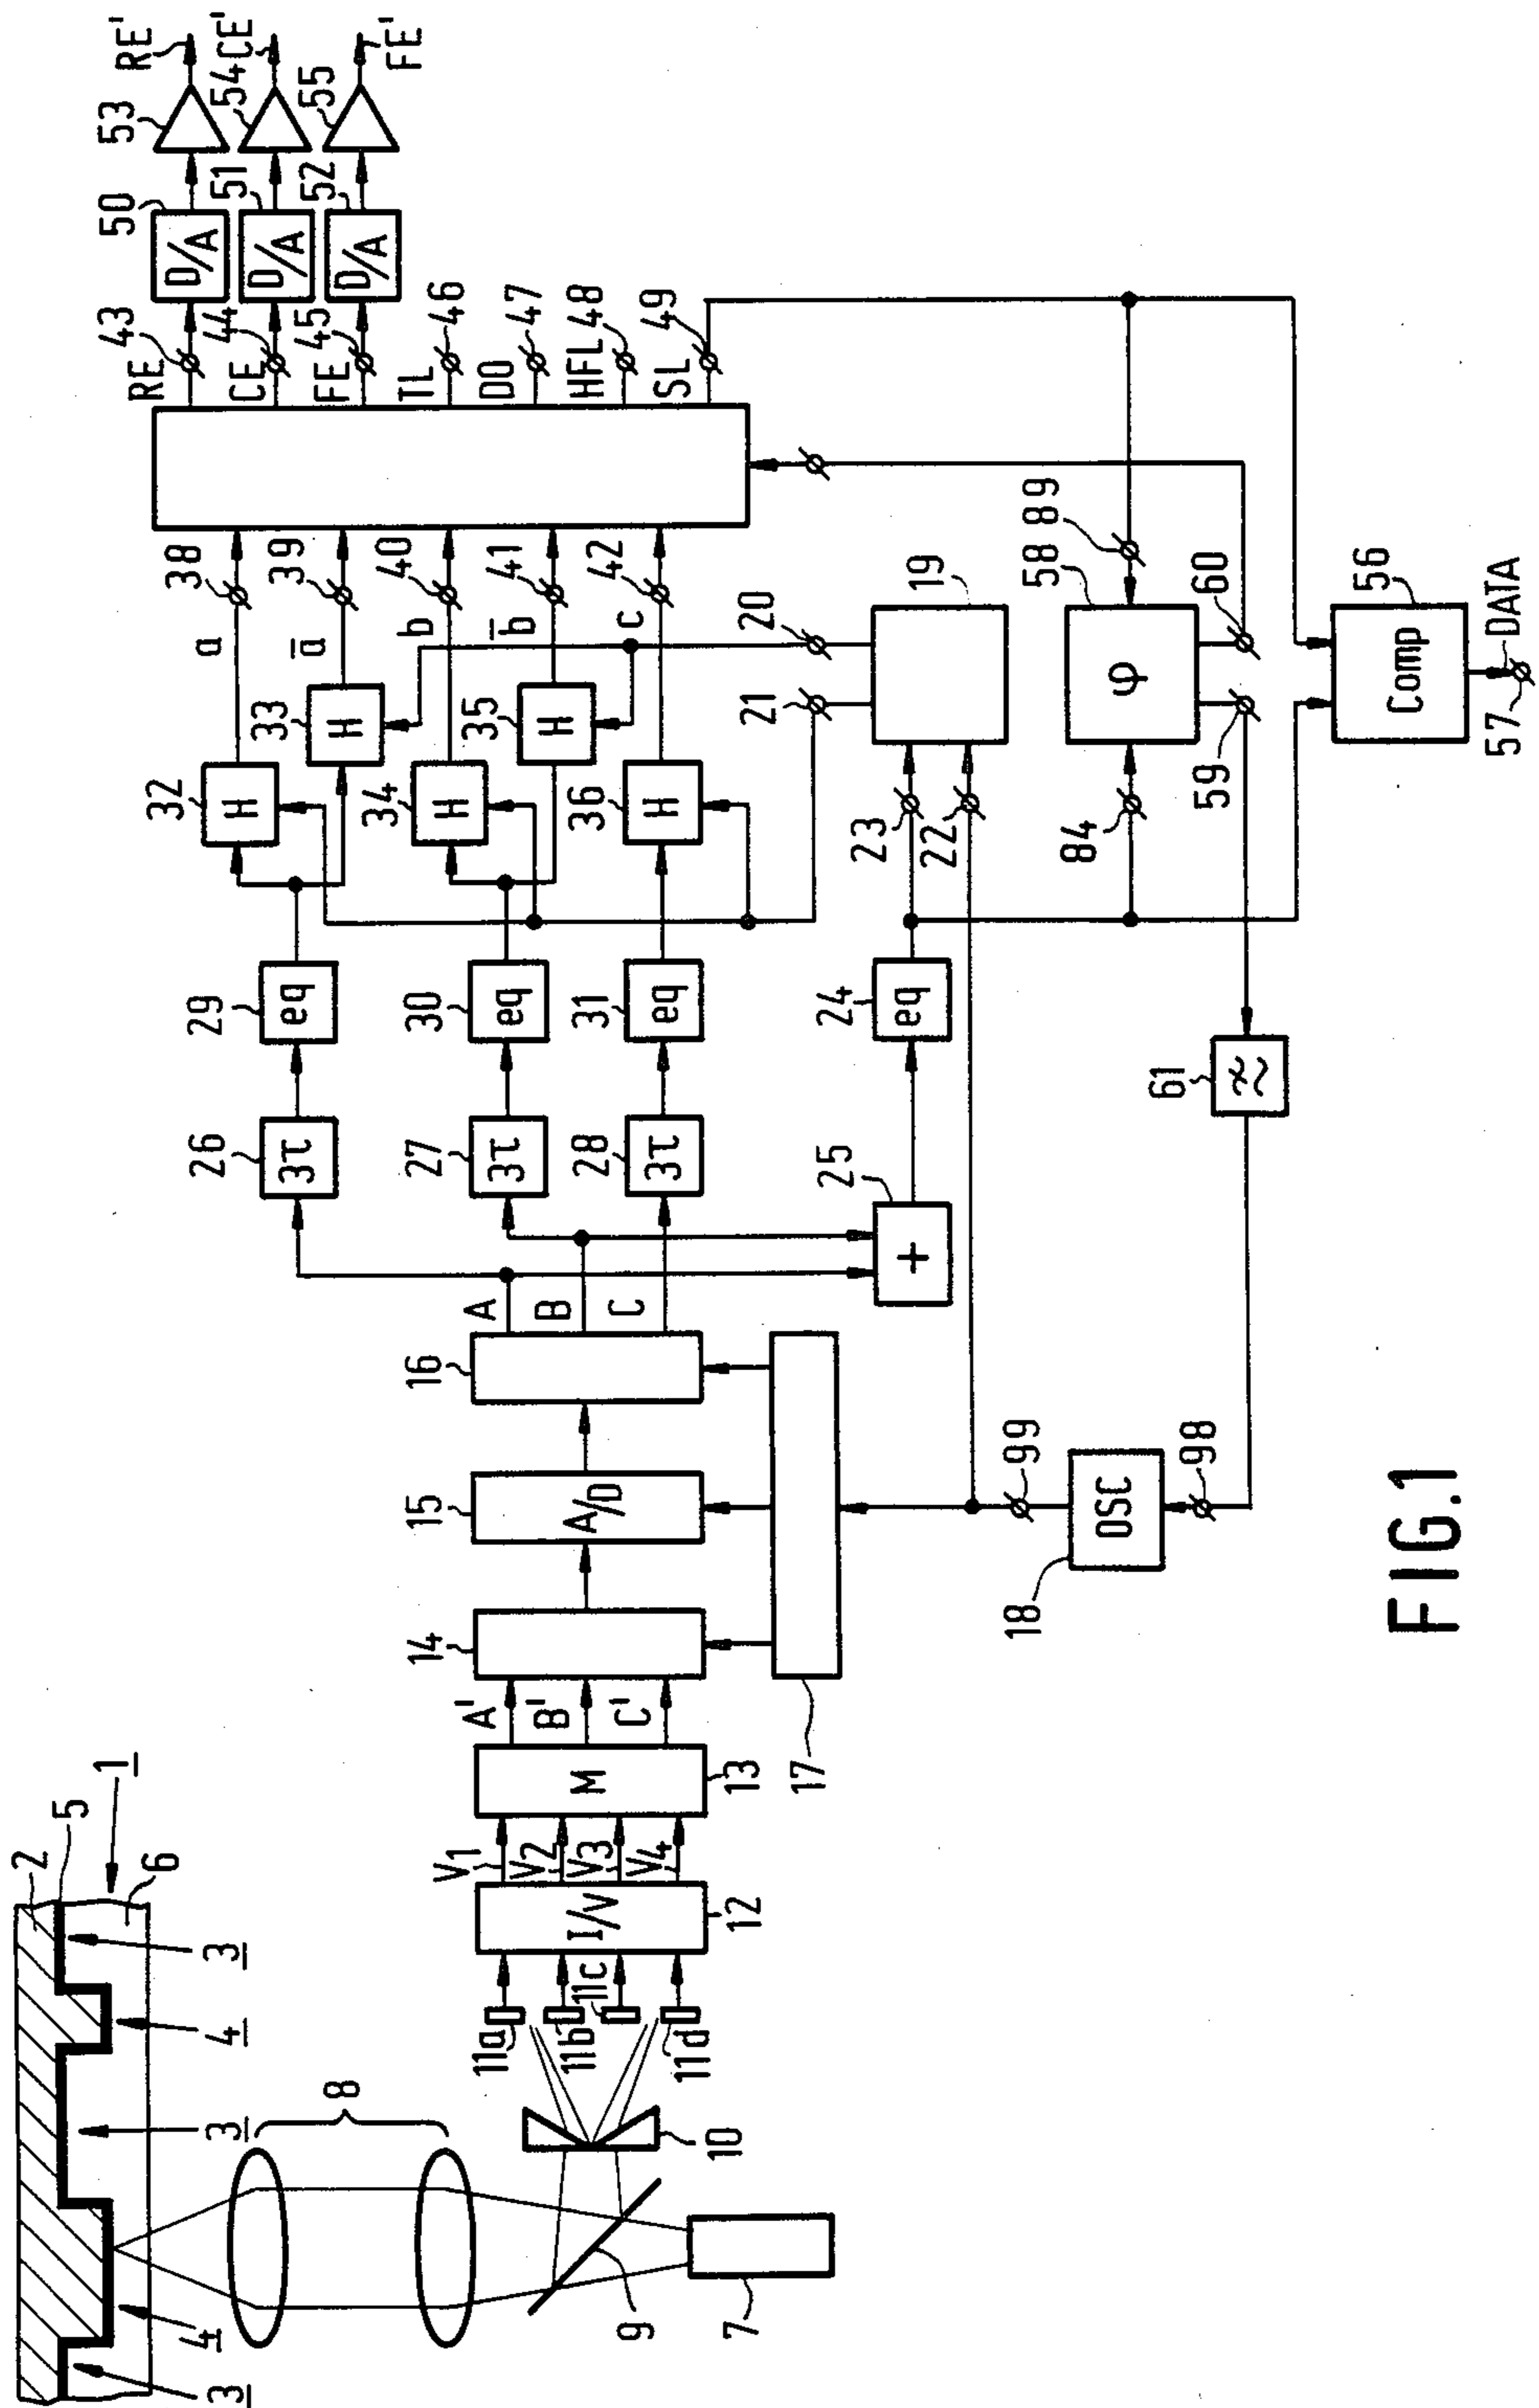 2
5
1
6
3
4
3
4
3
8
9
7
10
11a
11b
11c
11d
I/V
12
V1
V2
V3
V4
M
13
A'
B'
C'
14
A/D
15
16
17
OSC
18
99
98
A
B
C
3τ
26
3τ
27
3τ
28
+
25
eq
29
eq
30
eq
31
eq
24
61
H
32
H
33
H
34
H
35
H
36
a
38
a̅
39
b
40
b̅
41
c
42
21
20
23
22
19
84
89
φ
58
59
60
Comp
56
57
DATA
RE
43
CE
44
FE
45
TL
46
DO
47
HFL
48
SL
49
D/A
50
D/A
51
D/A
52
53
54
55
RE'
CE'
FE'
FIG.1